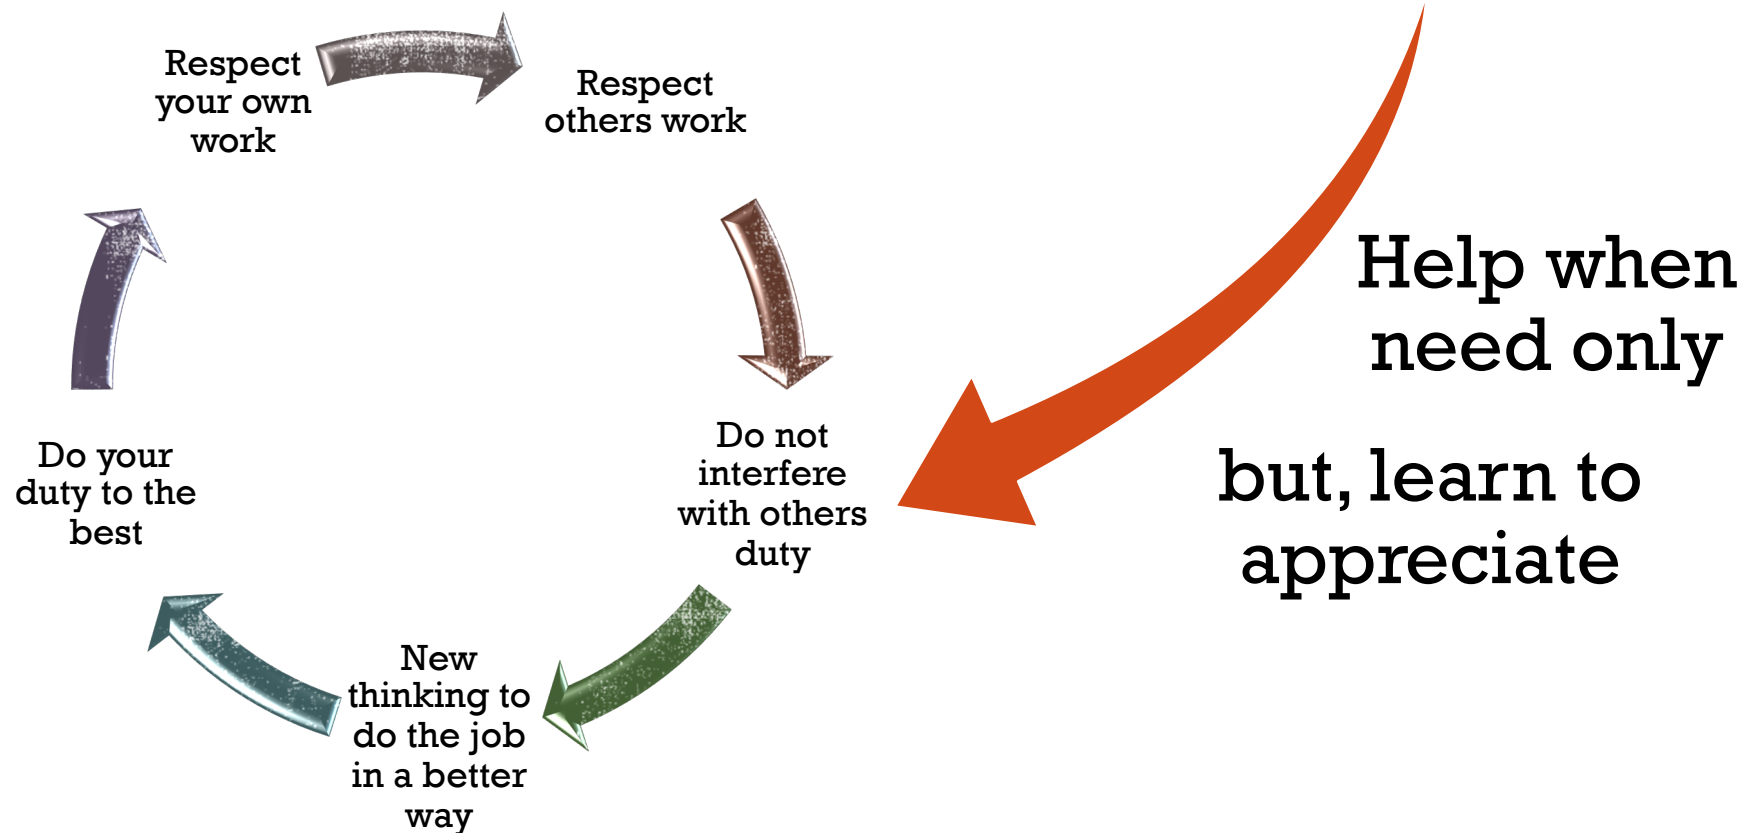 Respect
your own
work
Respect
others work
Do not
interfere
with others
duty
New
thinking to
do the job
in a better
way
Do your
duty to the
best
Help when
need only
but, learn to
appreciate